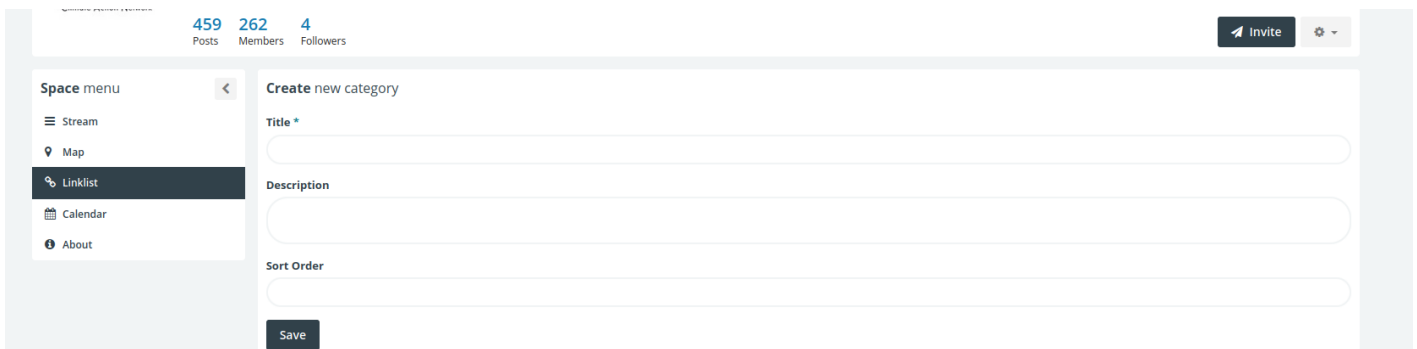 459 262 4
Posts Members Followers
Invite
Space menu
Stream
Map
Linklist
Calendar
About
Create new category
Title *
Description
Sort Order
Save